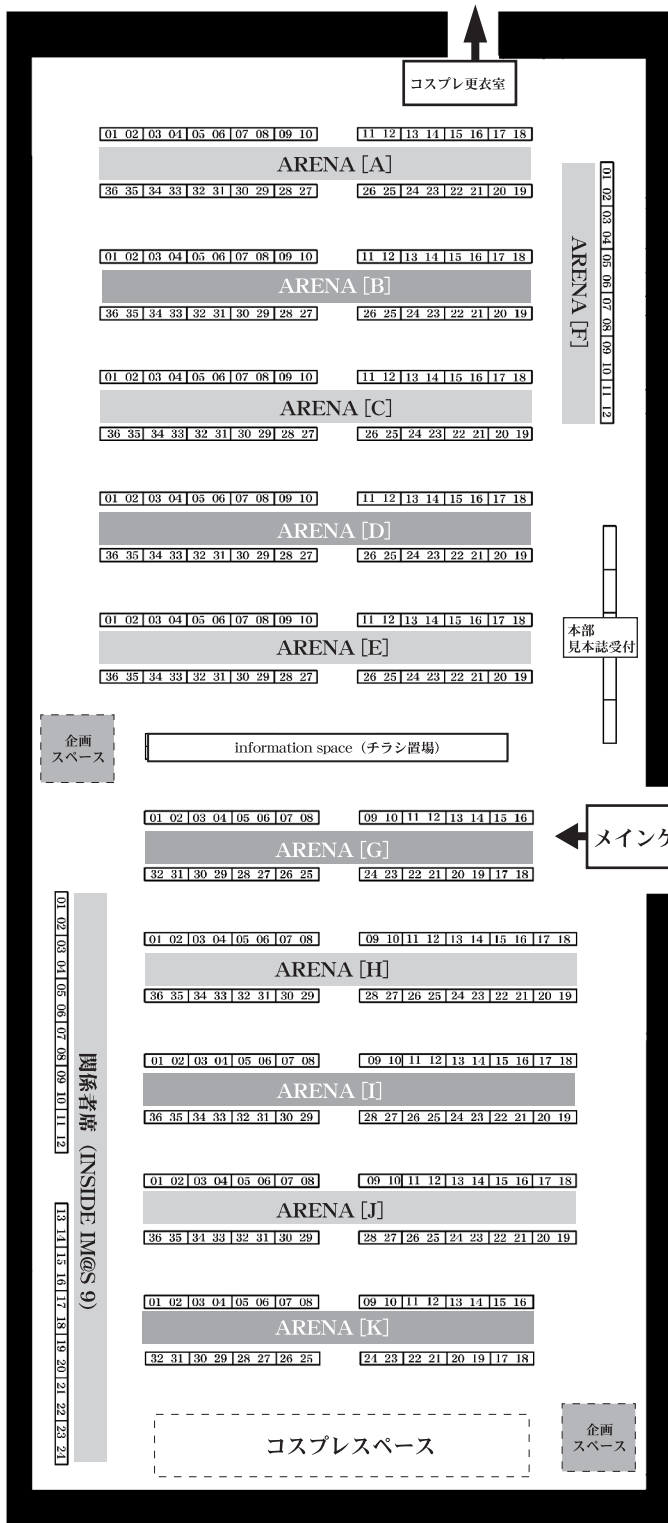 コスプレ更衣室
01 02 03 04 05 06 07 08 09 10 11 12 13 14 15 16 17 18
ARENA [A]
36 35 34 33 32 31 30 29 28 27 26 25 24 23 22 21 20 19
01 02 03 04 05 06 07 08 09 10 11 12
ARENA [F]
01 02 03 04 05 06 07 08 09 10 11 12 13 14 15 16 17 18
ARENA [B]
36 35 34 33 32 31 30 29 28 27 26 25 24 23 22 21 20 19
01 02 03 04 05 06 07 08 09 10 11 12 13 14 15 16 17 18
ARENA [C]
36 35 34 33 32 31 30 29 28 27 26 25 24 23 22 21 20 19
01 02 03 04 05 06 07 08 09 10 11 12 13 14 15 16 17 18
ARENA [D]
36 35 34 33 32 31 30 29 28 27 26 25 24 23 22 21 20 19
01 02 03 04 05 06 07 08 09 10 11 12 13 14 15 16 17 18
ARENA [E]
36 35 34 33 32 31 30 29 28 27 26 25 24 23 22 21 20 19
本部
見本誌受付
企画
スペース
information space（チラシ置場）
01 02 03 04 05 06 07 08 09 10 11 12 13 14 15 16
ARENA [G]
32 31 30 29 28 27 26 25 24 23 22 21 20 19 17 18
メイン
01 02 03 04 05 06 07 08 09 10 11 12
13 14 15 16 17 18 19 20 21 22 23 24
関係者席（INSIDE IM@S 9）
01 02 03 04 05 06 07 08 09 10 11 12 13 14 15 16 17 18
ARENA [H]
36 35 34 33 32 31 30 29 28 27 26 25 24 23 22 21 20 19
01 02 03 04 05 06 07 08 09 10 11 12 13 14 15 16 17 18
ARENA [I]
36 35 34 33 32 31 30 29 28 27 26 25 24 23 22 21 20 19
01 02 03 04 05 06 07 08 09 10 11 12 13 14 15 16 17 18
ARENA [J]
36 35 34 33 32 31 30 29 28 27 26 25 24 23 22 21 20 19
01 02 03 04 05 06 07 08 09 10 11 12 13 14 15 16
ARENA [K]
32 31 30 29 28 27 26 25 24 23 22 21 20 19 17 18
コスプレスペース
企画
スペース